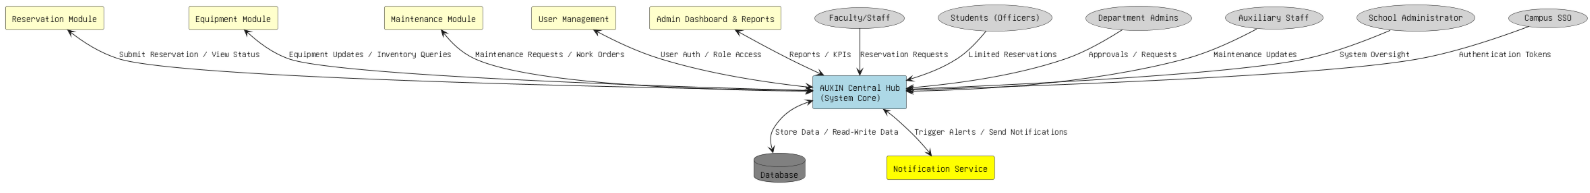 Reservation Module
Equipment Module
Maintenance Module
User Management
Admin Dashboard & Reports
Faculty/Staff
Students (Officers)
Department Admins
Auxiliary Staff
School Administrator
Campus SSO
Submit Reservation / View Status
Equipment Updates / Inventory Queries
Maintenance Requests / Work Orders
User Auth / Role Access
Reports / KPIs
Reservation Requests
Limited Reservations
Approvals / Requests
Maintenance Updates
System Oversight
Authentication Tokens
AUXIN Central Hub
(System Core)
Store Data / Read-Write Data
Trigger Alerts / Send Notifications
Database
Notification Service